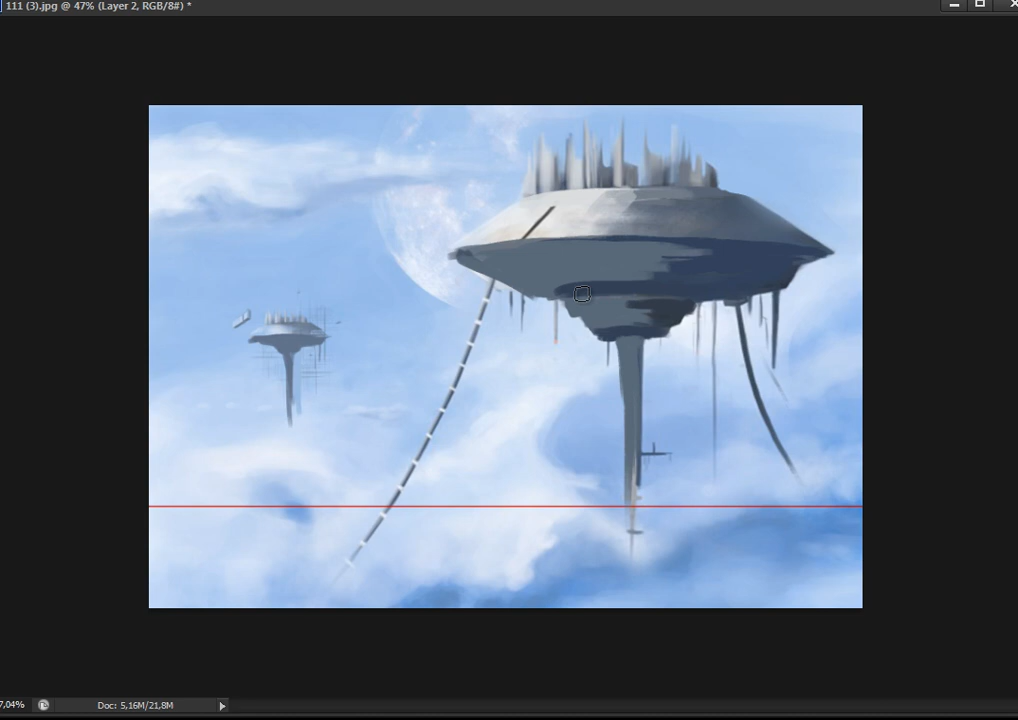 111 (3).jpg @ 47% (Layer 2, RGB/8#) *
7,04%
Doc: 5,16M/21,8M